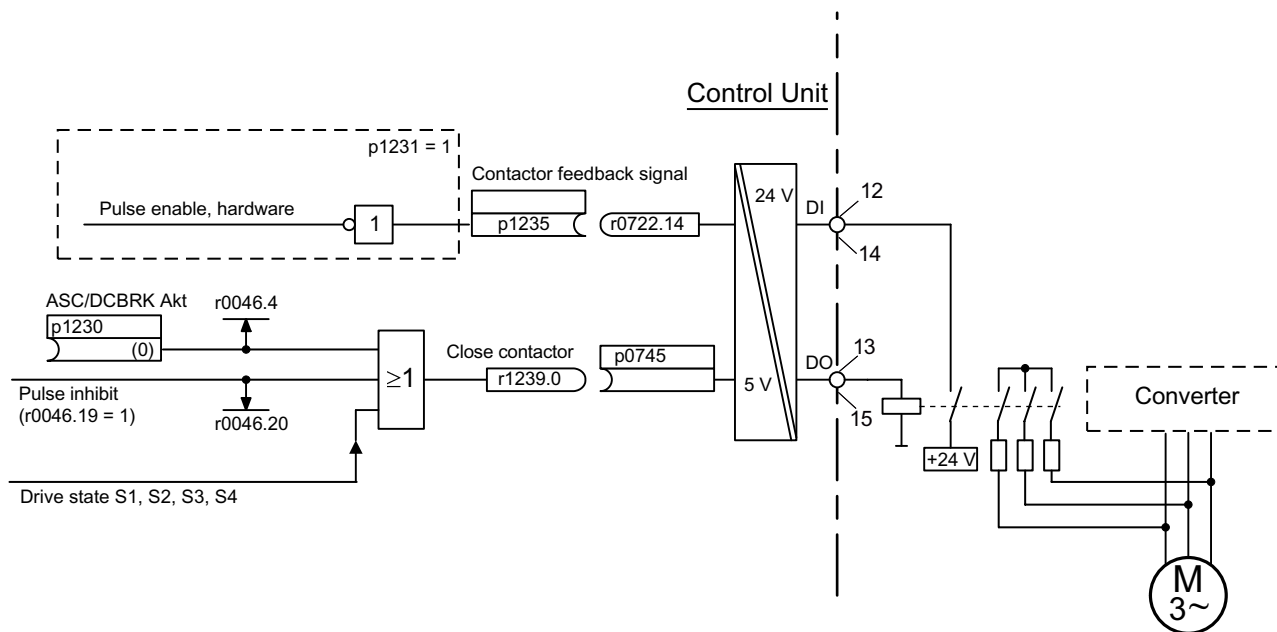 Control Unit
p1231 = 1
Contactor feedback signal
Pulse enable, hardware
1
p1235
r0722.14
24 V
DI
12
14
ASC/DCBRK Akt
r0046.4
p1230
(0)
Close contactor
p0745
≥1
r1239.0
5 V
DO
13
15
Pulse inhibit
(r0046.19 = 1)
r0046.20
Converter
+24 V
Drive state S1, S2, S3, S4
M
3~